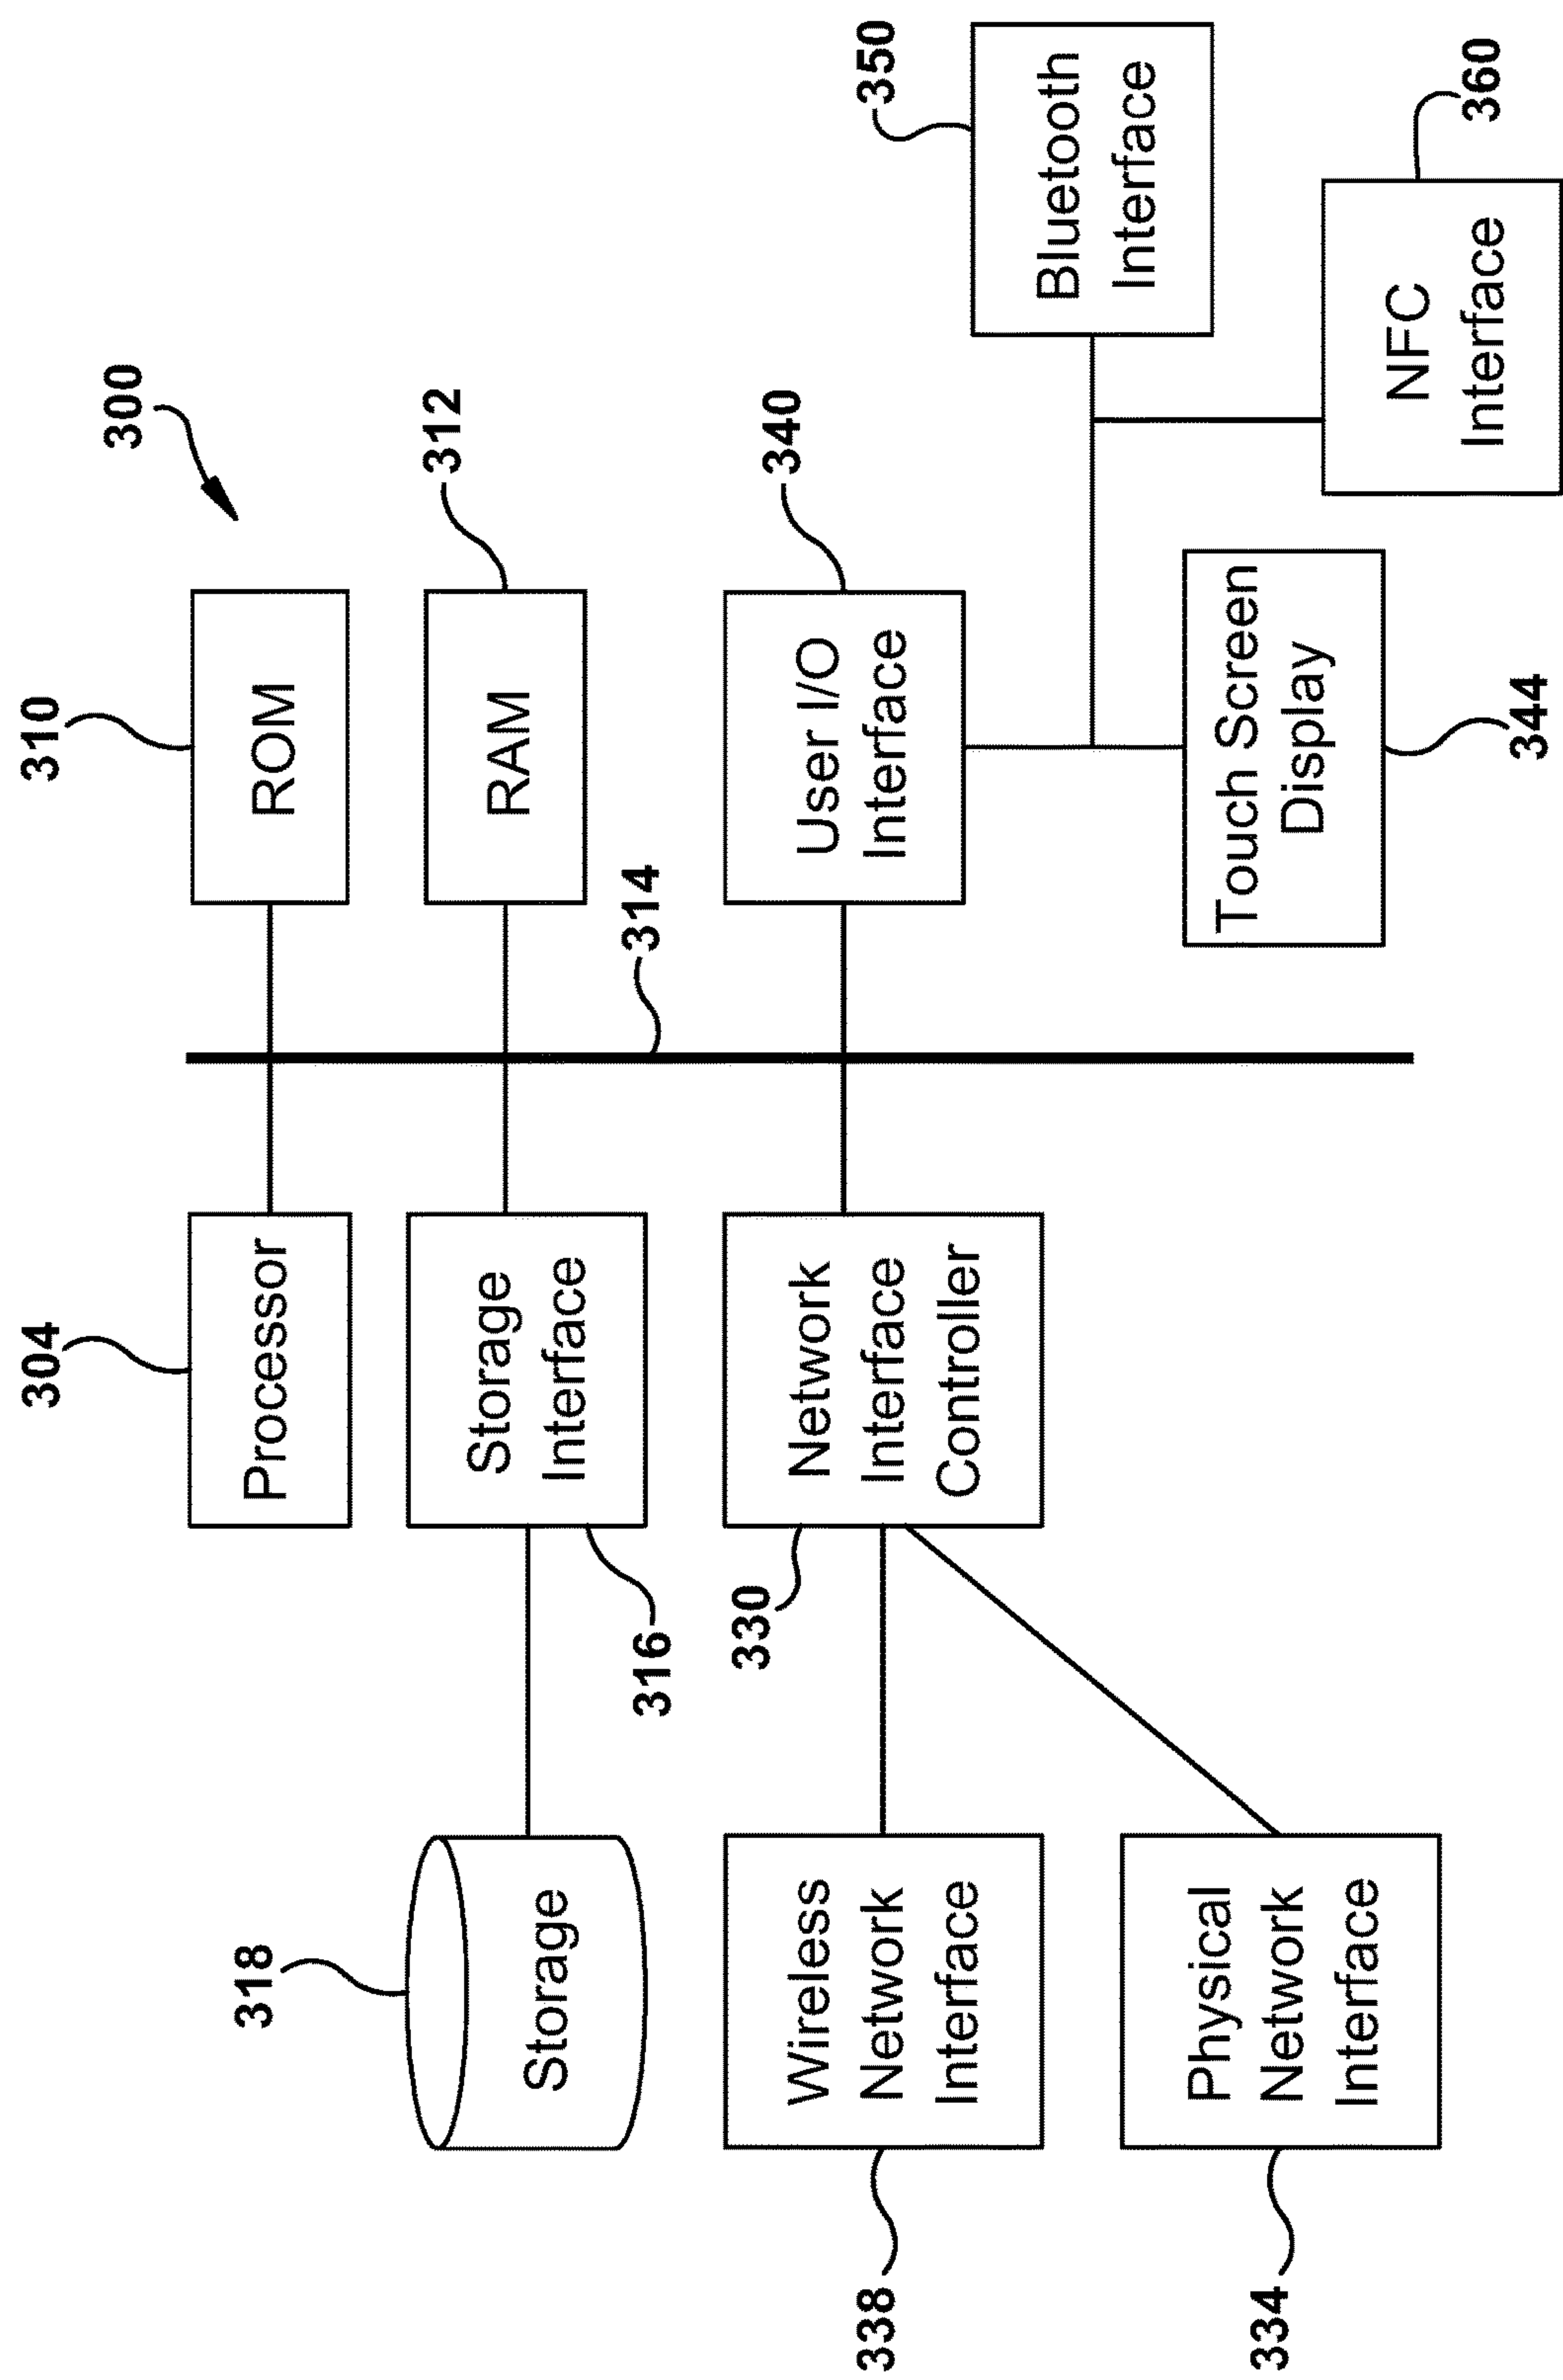 300
304
Processor
310
ROM
318
Storage
Storage
Interface
316
RAM
312
314
330
Network
Interface
Controller
User I/O
Interface
340
Wireless
Network
Interface
338
Bluetooth
Interface
350
Physical
Network
Interface
334
Touch Screen
Display
344
NFC
Interface
360